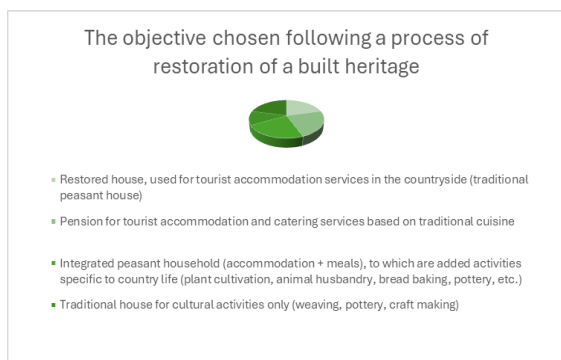 The objective chosen following a process of
restoration of a built heritage
Restored house, used for tourist accommodation services in the countryside (traditional
peasant house)
Pension for tourist accommodation and catering services based on traditional cuisine
Integrated peasant household (accommodation + meals), to which are added activities
specific to country life (plant cultivation, animal husbandry, bread baking, pottery, etc.)
Traditional house for cultural activities only (weaving, pottery, craft making)